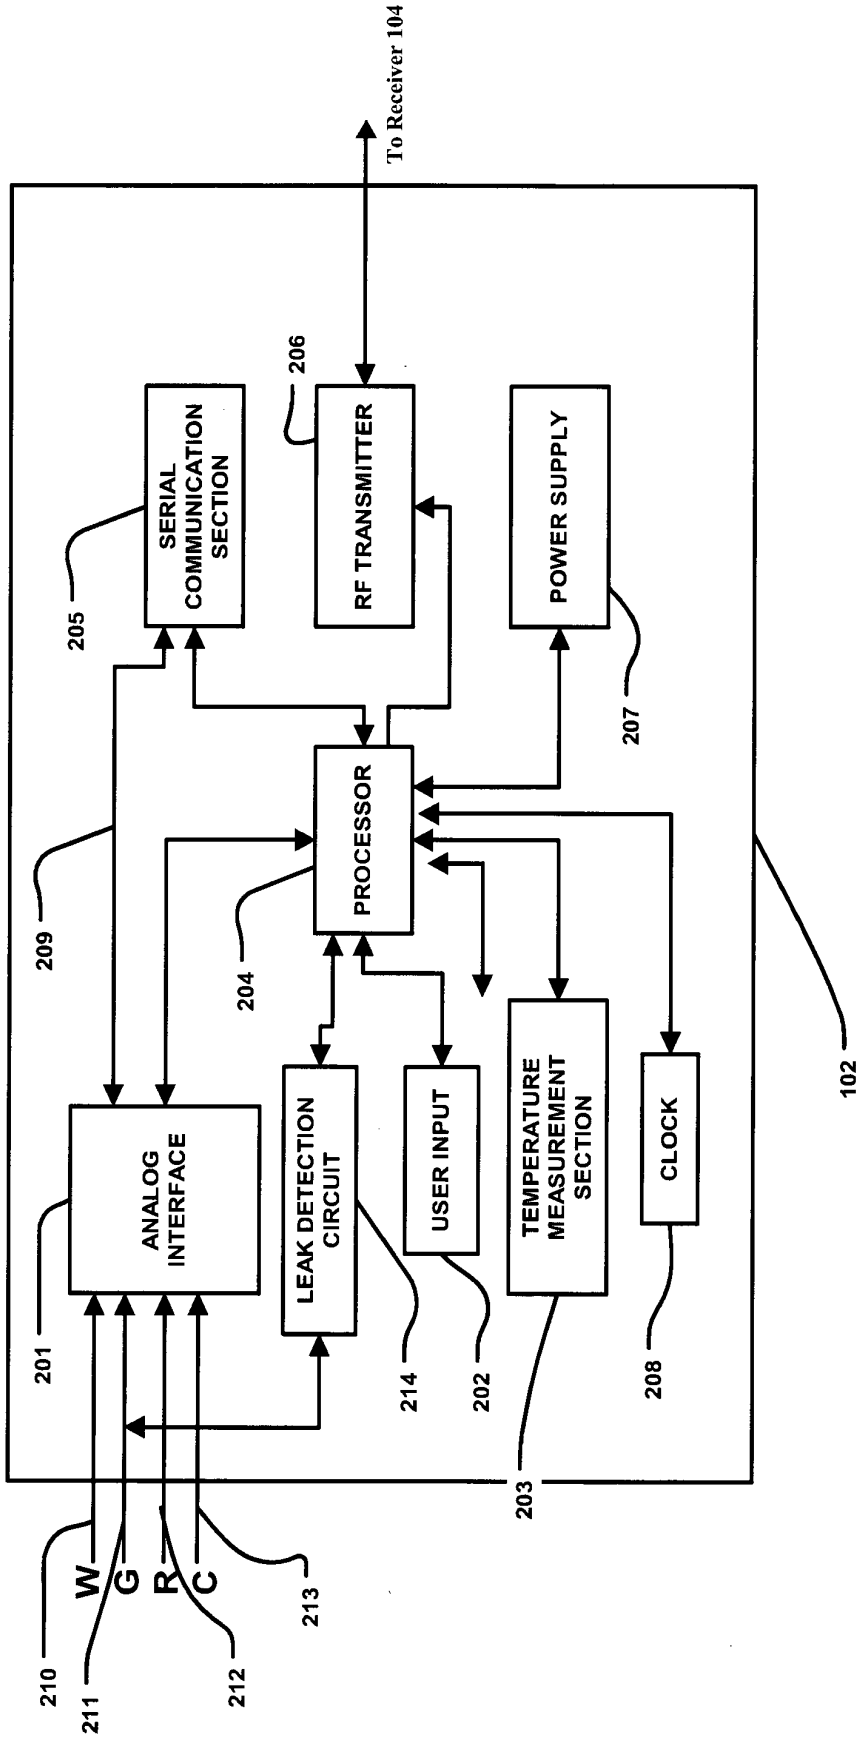 210
W
211
G
212
R
213
C
201
ANALOG
INTERFACE
209
205
SERIAL
COMMUNICATION
SECTION
LEAK DETECTION
CIRCUIT
214
204
PROCESSOR
206
RF TRANSMITTER
To Receiver 104
USER INPUT
202
TEMPERATURE
MEASUREMENT
SECTION
203
POWER SUPPLY
207
CLOCK
208
102